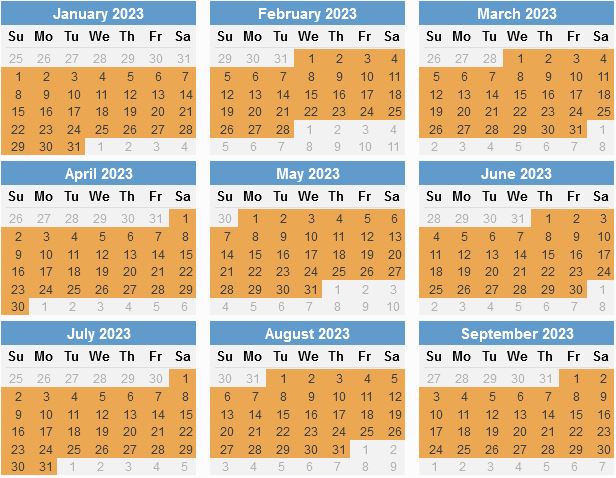 January 2023
Su Mo Tu We Th Fr Sa
25 26 27 28 29 30 31
1 2 3 4 5 6 7
8 9 10 11 12 13 14
15 16 17 18 19 20 21
22 23 24 25 26 27 28
29 30 31 1 2 3 4
February 2023
Su Mo Tu We Th Fr Sa
29 30 31 1 2 3 4
5 6 7 8 9 10 11
12 13 14 15 16 17 18
19 20 21 22 23 24 25
26 27 28 1 2 3 4
5 6 7 8 9 10 11
March 2023
Su Mo Tu We Th Fr Sa
26 27 28 1 2 3 4
5 6 7 8 9 10 11
12 13 14 15 16 17 18
19 20 21 22 23 24 25
26 27 28 29 30 31 1
2 3 4 5 6 7 8
April 2023
Su Mo Tu We Th Fr Sa
26 27 28 29 30 31 1
2 3 4 5 6 7 8
9 10 11 12 13 14 15
16 17 18 19 20 21 22
23 24 25 26 27 28 29
30 1 2 3 4 5 6
May 2023
Su Mo Tu We Th Fr Sa
30 1 2 3 4 5 6
7 8 9 10 11 12 13
14 15 16 17 18 19 20
21 22 23 24 25 26 27
28 29 30 31 1 2 3
4 5 6 7 8 9 10
June 2023
Su Mo Tu We Th Fr Sa
28 29 30 31 1 2 3
4 5 6 7 8 9 10
11 12 13 14 15 16 17
18 19 20 21 22 23 24
25 26 27 28 29 30 1
2 3 4 5 6 7 8
July 2023
Su Mo Tu We Th Fr Sa
25 26 27 28 29 30 1
2 3 4 5 6 7 8
9 10 11 12 13 14 15
16 17 18 19 20 21 22
23 24 25 26 27 28 29
30 31 1 2 3 4 5
August 2023
Su Mo Tu We Th Fr Sa
30 31 1 2 3 4 5
6 7 8 9 10 11 12
13 14 15 16 17 18 19
20 21 22 23 24 25 26
27 28 29 30 31 1 2
3 4 5 6 7 8 9
September 2023
Su Mo Tu We Th Fr Sa
27 28 29 30 31 1 2
3 4 5 6 7 8 9
10 11 12 13 14 15 16
17 18 19 20 21 22 23
24 25 26 27 28 29 30
1 2 3 4 5 6 7